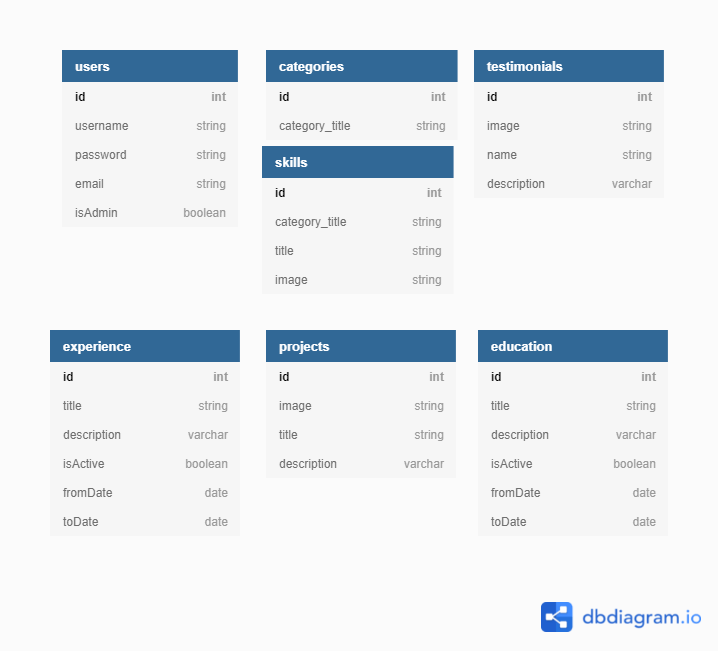 users
id int
username string
password string
email string
isAdmin boolean
categories
id int
category_title string
skills
id int
category_title string
title string
image string
testimonials
id int
image string
name string
description varchar
experience
id int
title string
description varchar
isActive boolean
fromDate date
toDate date
projects
id int
image string
title string
description varchar
education
id int
title string
description varchar
isActive boolean
fromDate date
toDate date
dbdiagram.io